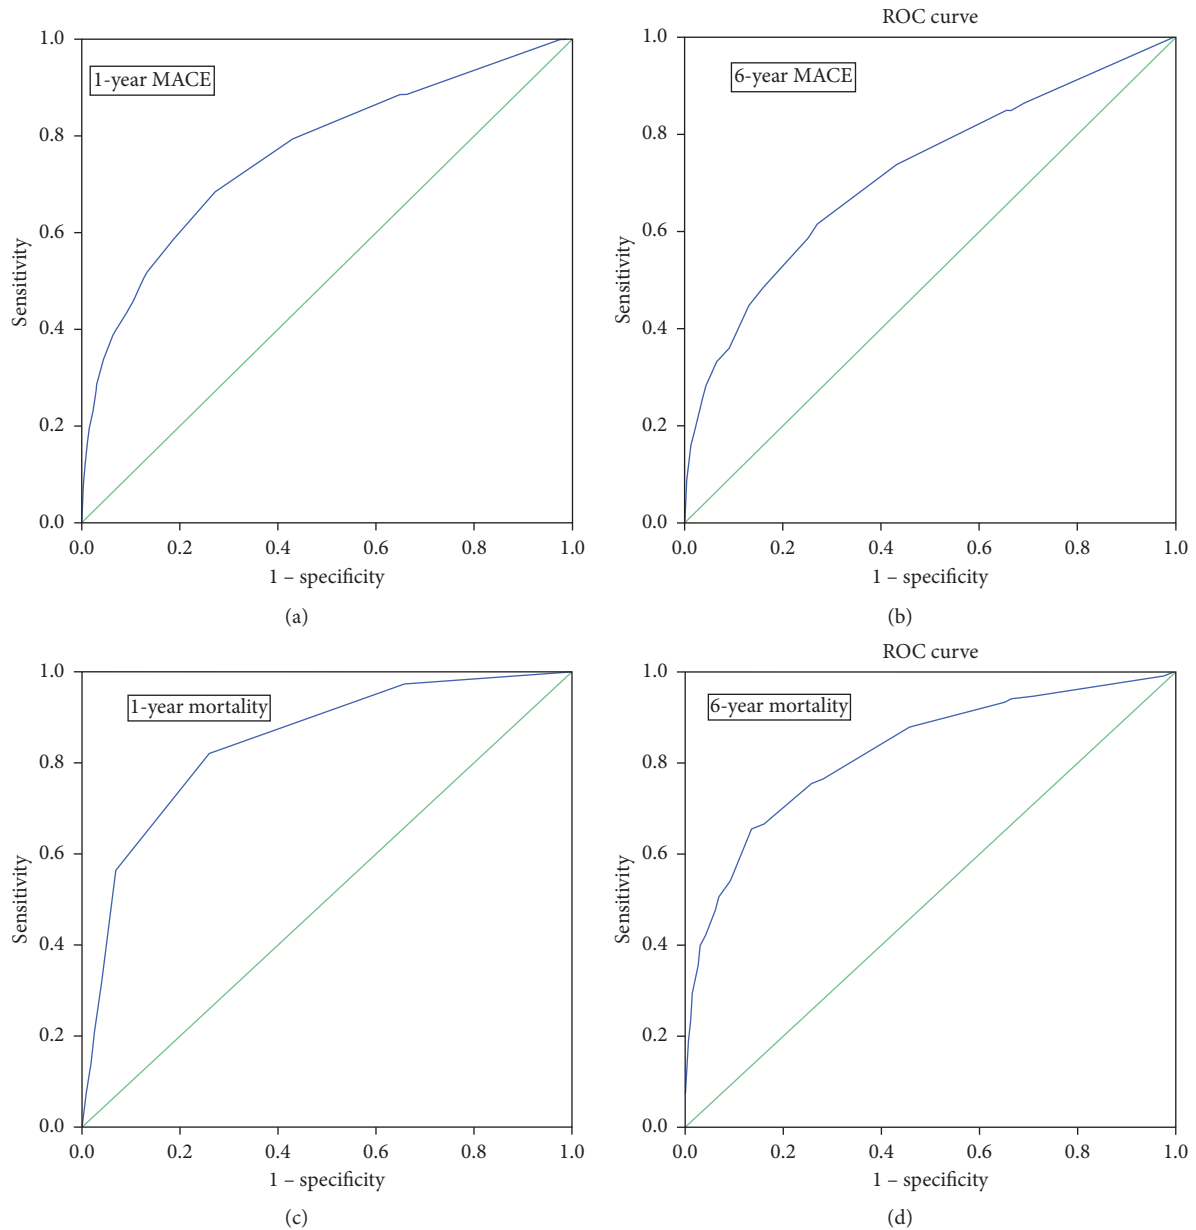 1-year MACE
1.0
0.8
0.6
0.4
0.2
0.0
Sensitivity
0.0 0.2 0.4 0.6 0.8 1.0
1 – specificity
(a)
ROC curve
6-year MACE
1.0
0.8
0.6
0.4
0.2
0.0
Sensitivity
0.0 0.2 0.4 0.6 0.8 1.0
1 – specificity
(b)
1-year mortality
1.0
0.8
0.6
0.4
0.2
0.0
Sensitivity
0.0 0.2 0.4 0.6 0.8 1.0
1 – specificity
(c)
ROC curve
6-year mortality
1.0
0.8
0.6
0.4
0.2
0.0
Sensitivity
0.0 0.2 0.4 0.6 0.8 1.0
1 – specificity
(d)